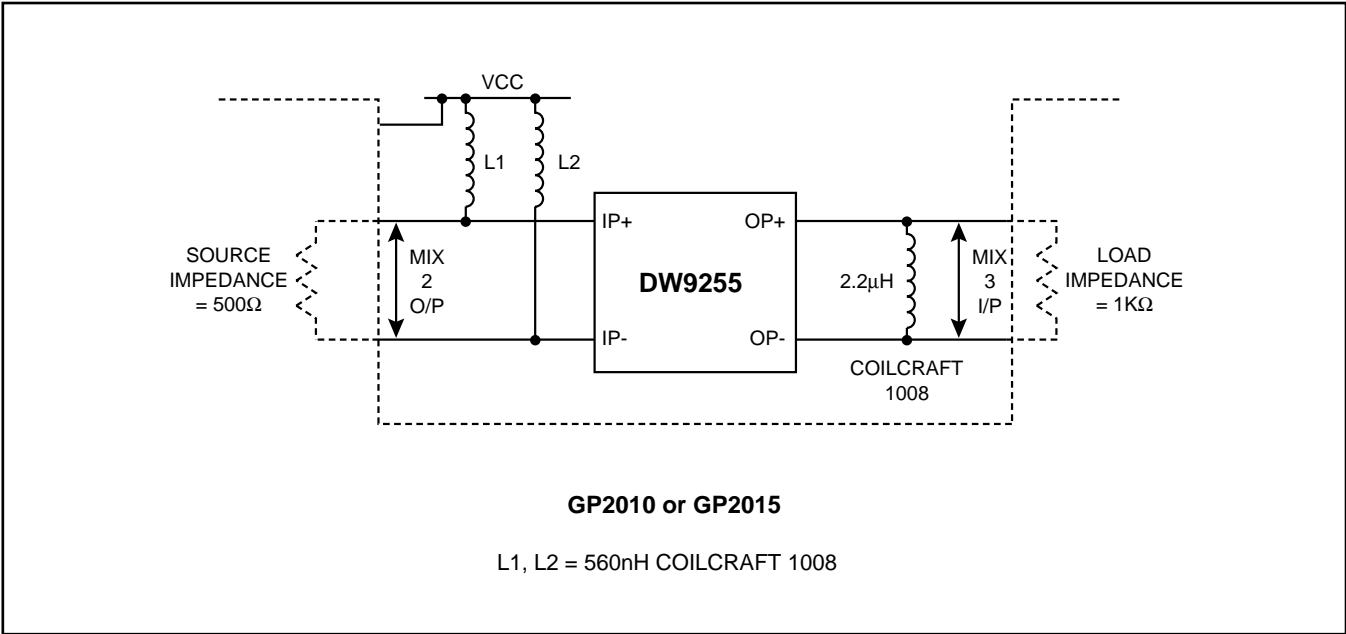 VCC
L1
L2
IP+
OP+
SOURCE
IMPEDANCE
= 500Ω
MIX
2
O/P
DW9255
2.2µH
MIX
3
I/P
LOAD
IMPEDANCE
= 1KΩ
IP-
OP-
COILCRAFT
1008
GP2010 or GP2015
L1, L2 = 560nH COILCRAFT 1008